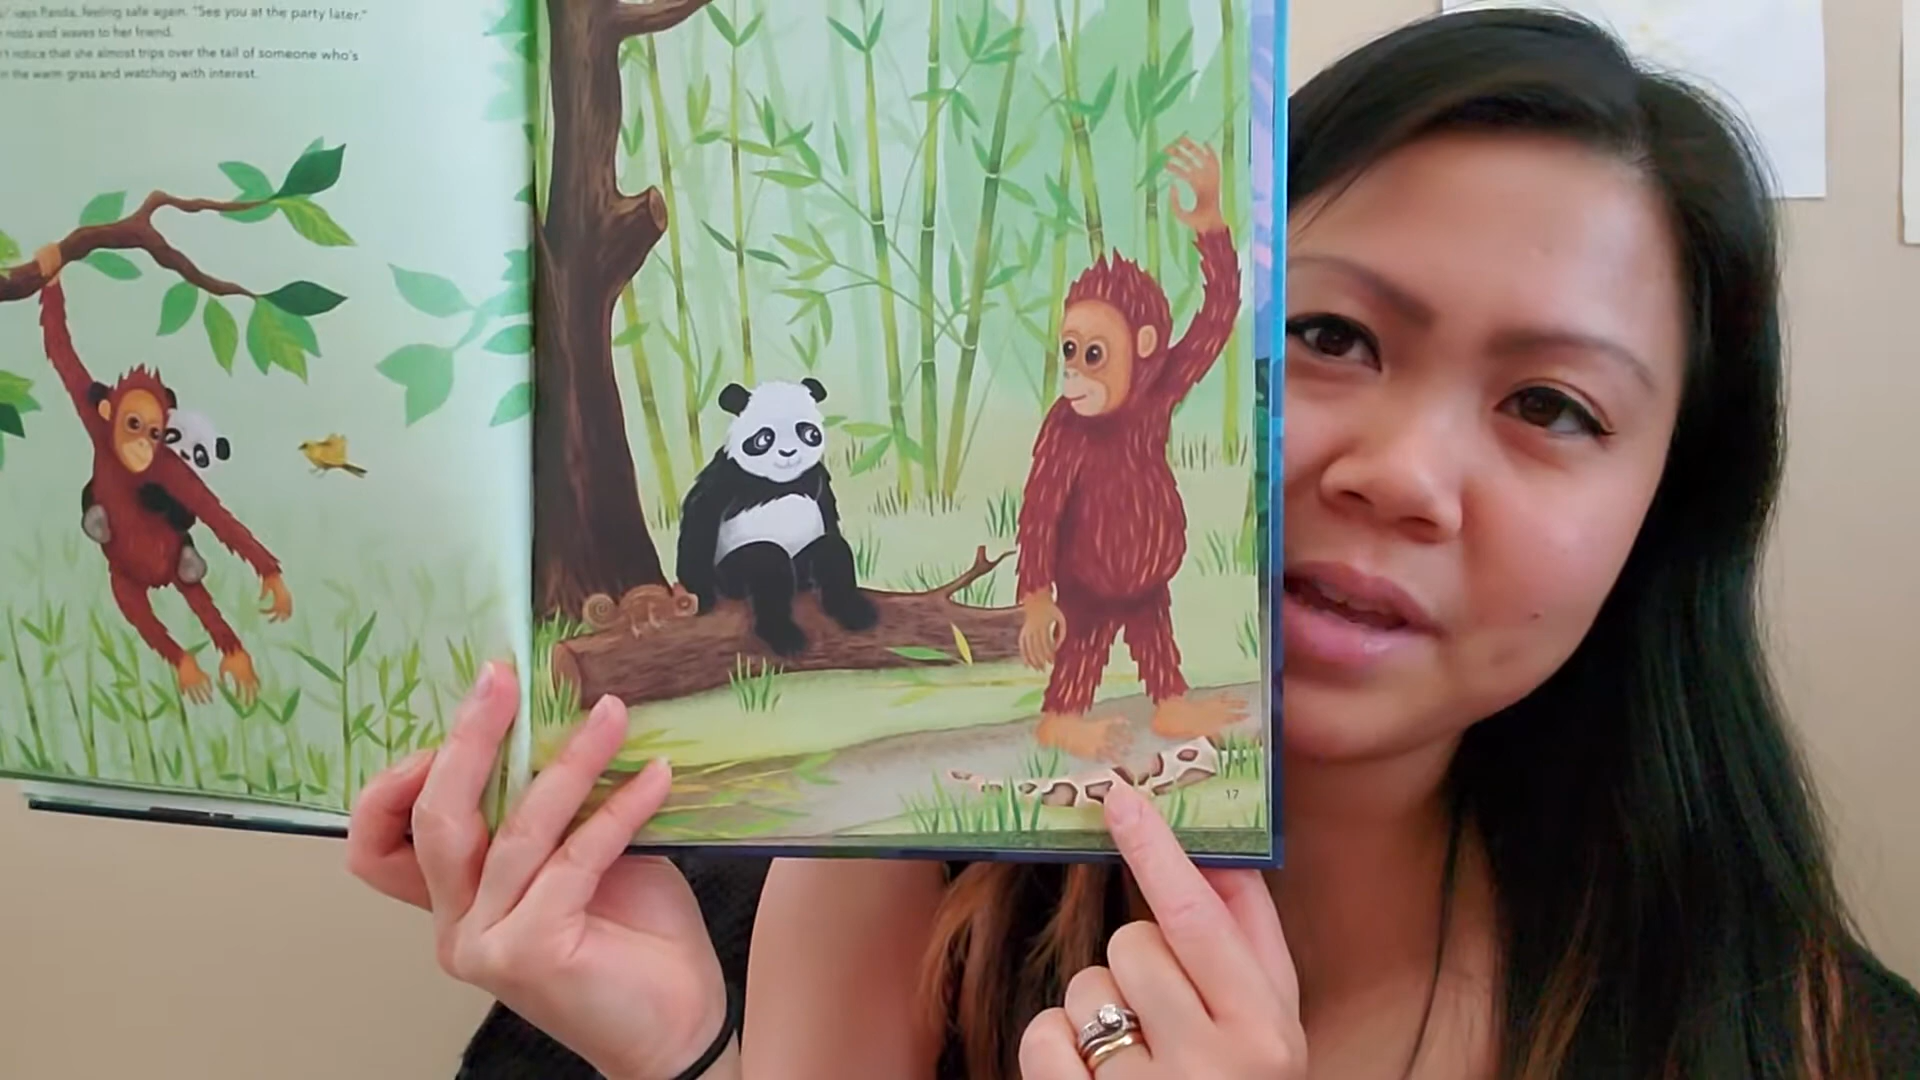 says Panda, feeling safe again. "See you at the party later."
nods and waves to her friend.
notice that she almost trips over the tail of someone who's
the warm grass and watching with interest.
17